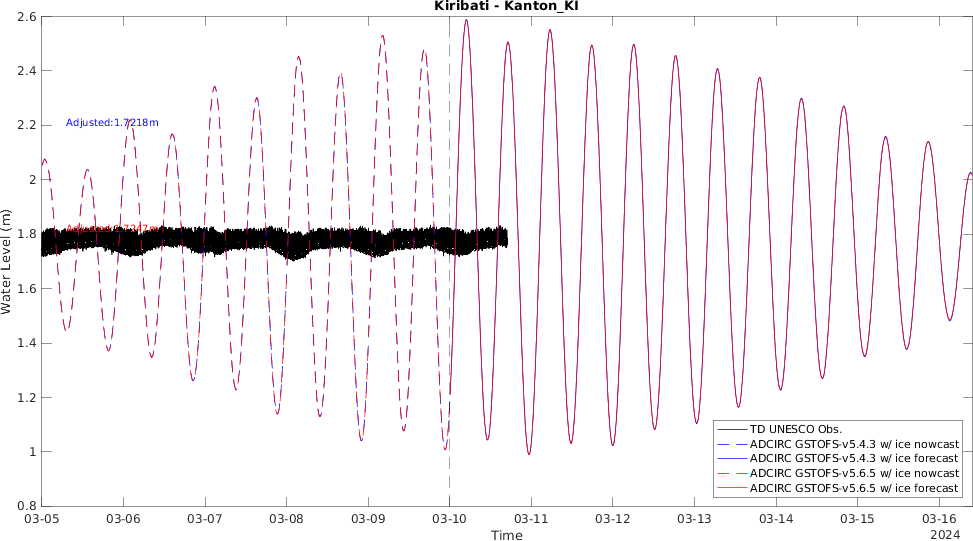 Kiribati - Kanton_KI
2.6
2.4
2.2
2
1.8
1.6
1.4
1.2
1
0.8
Water Level (m)
Adjusted:1.7218m
03-05
03-06
03-07
03-08
03-09
03-10
03-11
03-12
03-13
03-14
03-15
03-16
Time
2024
TD UNESCO Obs.
ADCIRC GSTOFS-v5.4.3 w/ ice nowcast
ADCIRC GSTOFS-v5.4.3 w/ ice forecast
ADCIRC GSTOFS-v5.6.5 w/ ice nowcast
ADCIRC GSTOFS-v5.6.5 w/ ice forecast